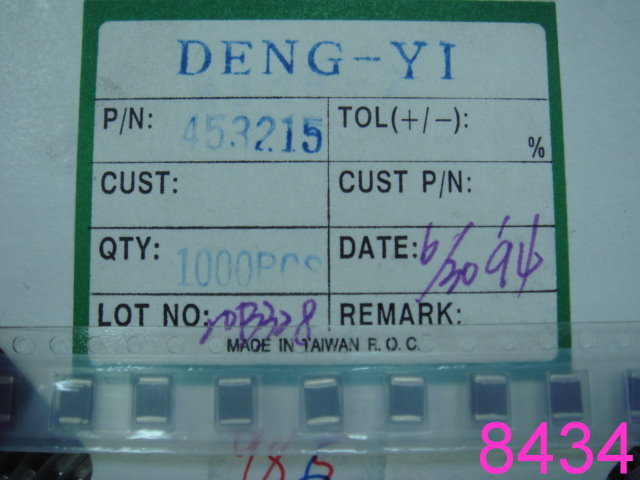 DENG-YI
P/N: 453215 TOL(+/-): %
CUST: CUST P/N:
QTY: 1000PCS DATE: 6/30 '94
LOT NO: REMARK:
MADE IN TAIWAN R.O.C.
8434